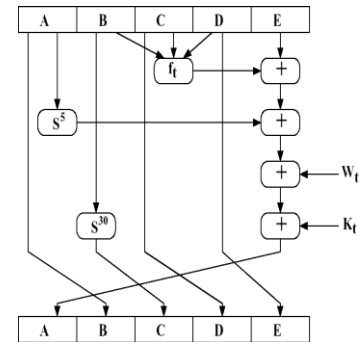 A B C D E
fₜ +
S⁵ +
+ Wₜ
S³⁰ + Kₜ
A B C D E